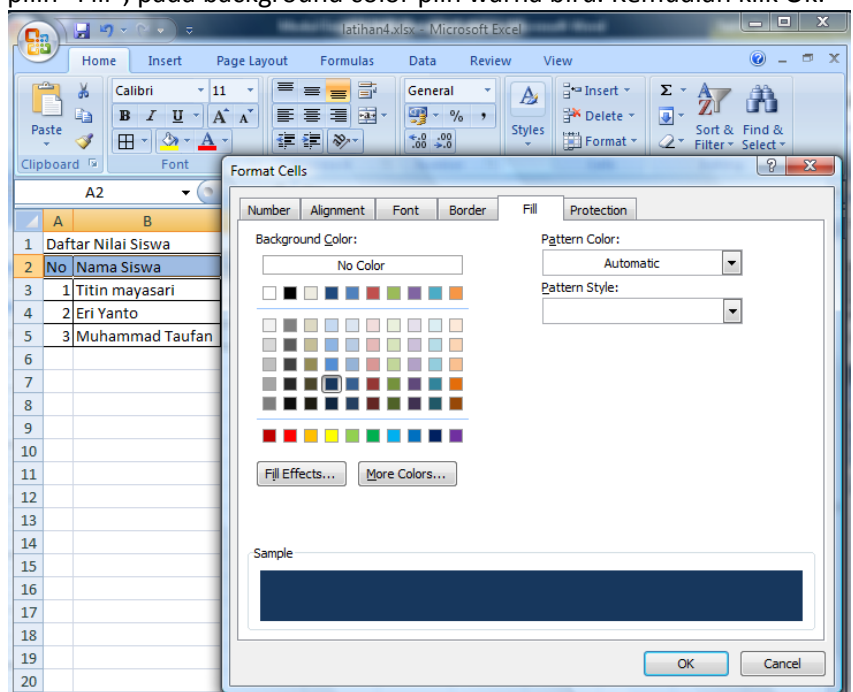 pilih "Fill", pada background color pilih warna biru. Kemudian klik OK.
latihan4.xlsx - Microsoft Excel
Home Insert Page Layout Formulas Data Review View
Calibri 11 General Insert Σ
Paste B I U A A % , Styles Delete Sort & Find &
A Format Filter Select
Clipboard Font
Format Cells
A2
Number Alignment Font Border Fill Protection
A B
Background Color: Pattern Color:
No Color Automatic
Pattern Style:
1 Daftar Nilai Siswa
2 No Nama Siswa
3 1 Titin mayasari
4 2 Eri Yanto
5 3 Muhammad Taufan
6
7
8
9
10
11
12
13
14
15
16
17
18
19
20
Fill Effects... More Colors...
Sample
OK Cancel